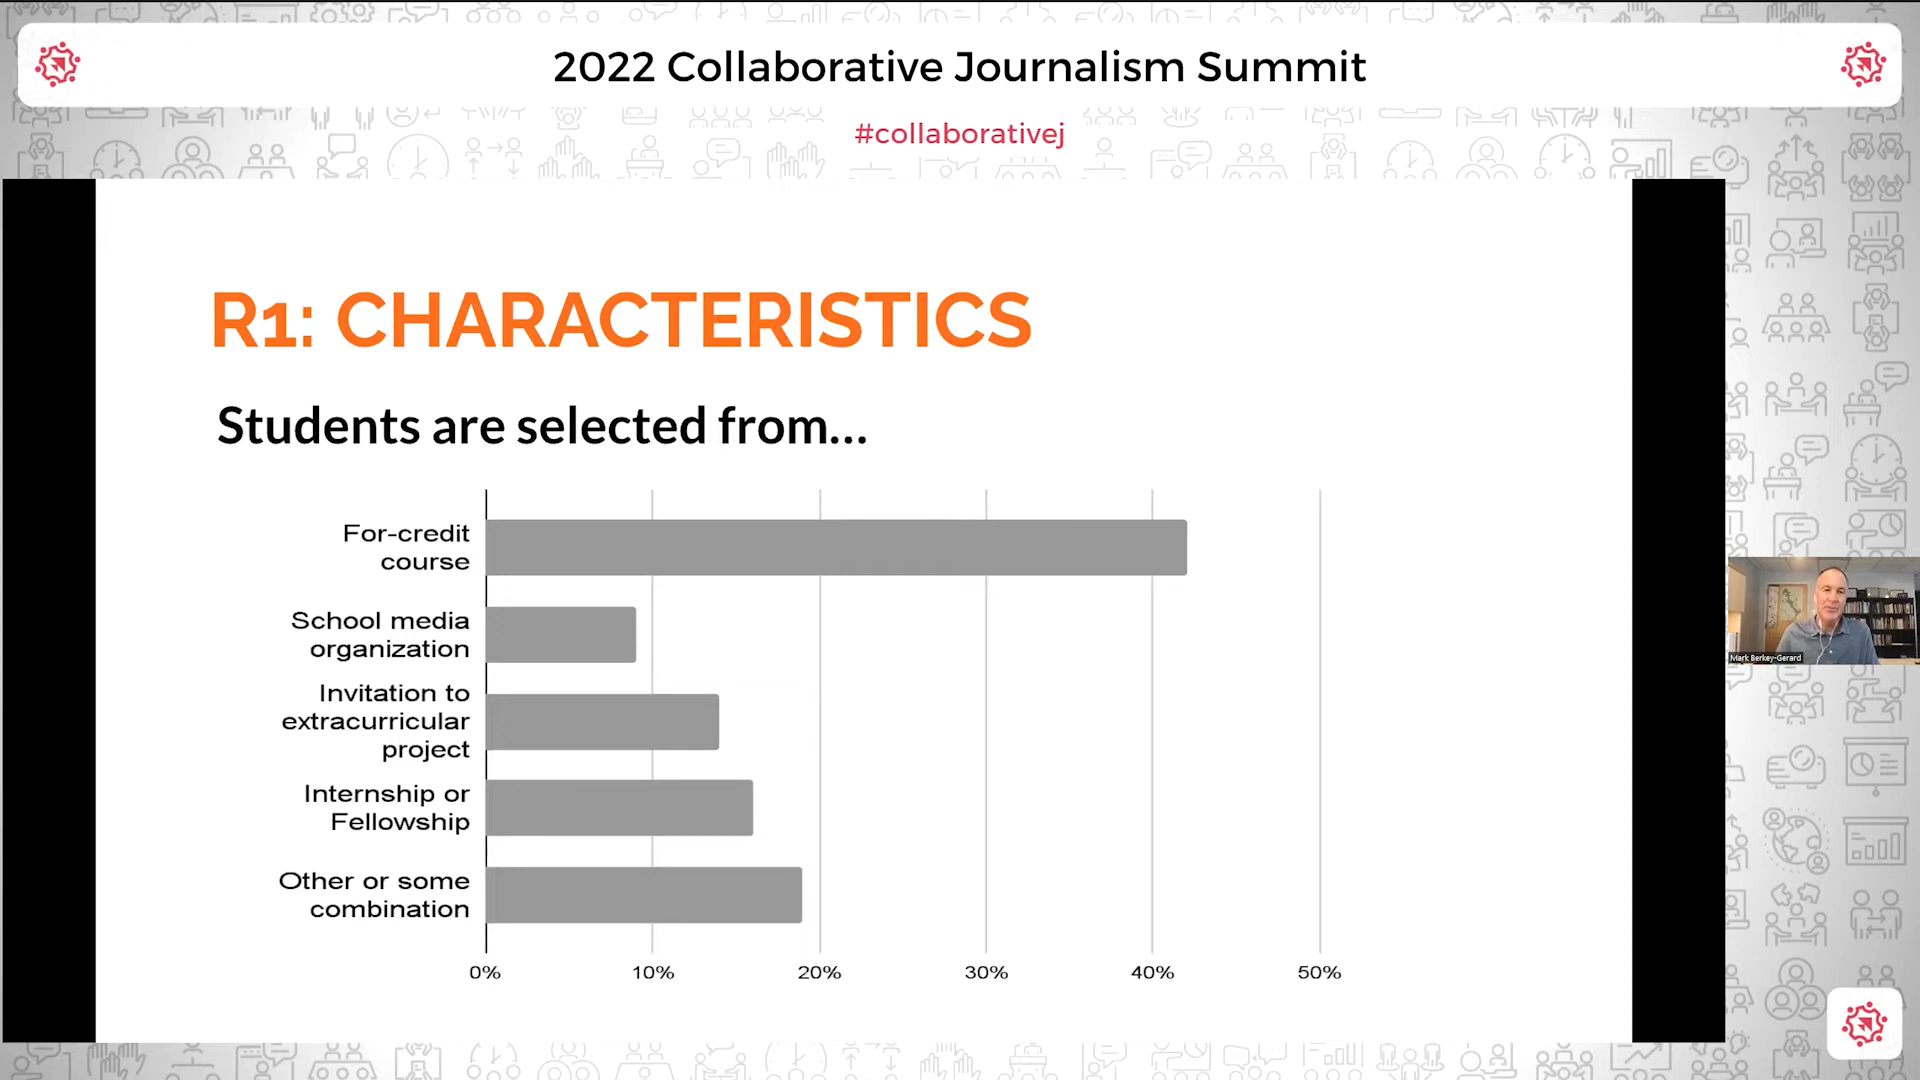 2022 Collaborative Journalism Summit
#collaborativej
R1: CHARACTERISTICS
Students are selected from...
For-credit
course
School media
organization
Invitation to
extracurricular
project
Internship or
Fellowship
Other or some
combination
0% 10% 20% 30% 40% 50%
Mark Berkey-Gerard